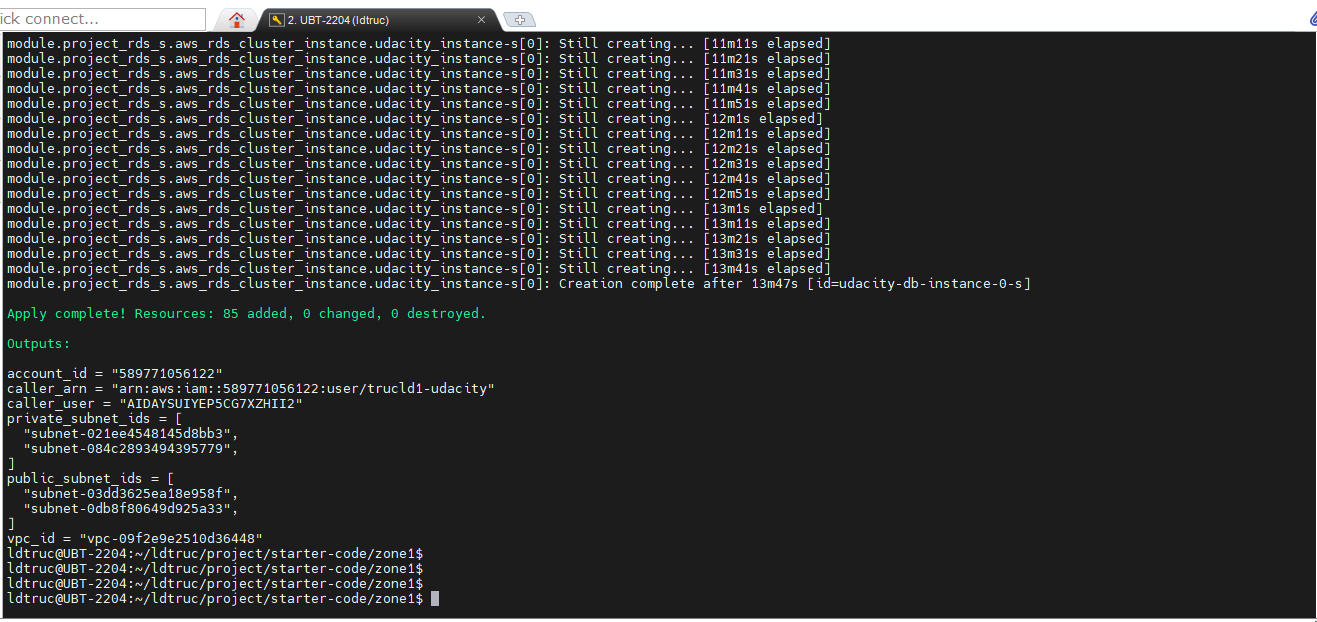 ick connect...
2. UBT-2204 (ldtruc)
module.project_rds_s.aws_rds_cluster_instance.udacity_instance-s[0]: Still creating... [11m11s elapsed]
module.project_rds_s.aws_rds_cluster_instance.udacity_instance-s[0]: Still creating... [11m21s elapsed]
module.project_rds_s.aws_rds_cluster_instance.udacity_instance-s[0]: Still creating... [11m31s elapsed]
module.project_rds_s.aws_rds_cluster_instance.udacity_instance-s[0]: Still creating... [11m41s elapsed]
module.project_rds_s.aws_rds_cluster_instance.udacity_instance-s[0]: Still creating... [11m51s elapsed]
module.project_rds_s.aws_rds_cluster_instance.udacity_instance-s[0]: Still creating... [12m1s elapsed]
module.project_rds_s.aws_rds_cluster_instance.udacity_instance-s[0]: Still creating... [12m11s elapsed]
module.project_rds_s.aws_rds_cluster_instance.udacity_instance-s[0]: Still creating... [12m21s elapsed]
module.project_rds_s.aws_rds_cluster_instance.udacity_instance-s[0]: Still creating... [12m31s elapsed]
module.project_rds_s.aws_rds_cluster_instance.udacity_instance-s[0]: Still creating... [12m41s elapsed]
module.project_rds_s.aws_rds_cluster_instance.udacity_instance-s[0]: Still creating... [12m51s elapsed]
module.project_rds_s.aws_rds_cluster_instance.udacity_instance-s[0]: Still creating... [13m1s elapsed]
module.project_rds_s.aws_rds_cluster_instance.udacity_instance-s[0]: Still creating... [13m11s elapsed]
module.project_rds_s.aws_rds_cluster_instance.udacity_instance-s[0]: Still creating... [13m21s elapsed]
module.project_rds_s.aws_rds_cluster_instance.udacity_instance-s[0]: Still creating... [13m31s elapsed]
module.project_rds_s.aws_rds_cluster_instance.udacity_instance-s[0]: Still creating... [13m41s elapsed]
module.project_rds_s.aws_rds_cluster_instance.udacity_instance-s[0]: Creation complete after 13m47s [id=udacity-db-instance-0-s]
Apply complete! Resources: 85 added, 0 changed, 0 destroyed.
Outputs:
account_id = "589771056122"
caller_arn = "arn:aws:iam::589771056122:user/trucld1-udacity"
caller_user = "AIDAYSUIYEP5CG7XZHII2"
private_subnet_ids = [
  "subnet-021ee4548145d8bb3",
  "subnet-084c2893494395779",
]
public_subnet_ids = [
  "subnet-03dd3625ea18e958f",
  "subnet-0db8f80649d925a33",
]
vpc_id = "vpc-09f2e9e2510d36448"
ldtruc@UBT-2204:~/ldtruc/project/starter-code/zone1$
ldtruc@UBT-2204:~/ldtruc/project/starter-code/zone1$
ldtruc@UBT-2204:~/ldtruc/project/starter-code/zone1$
ldtruc@UBT-2204:~/ldtruc/project/starter-code/zone1$